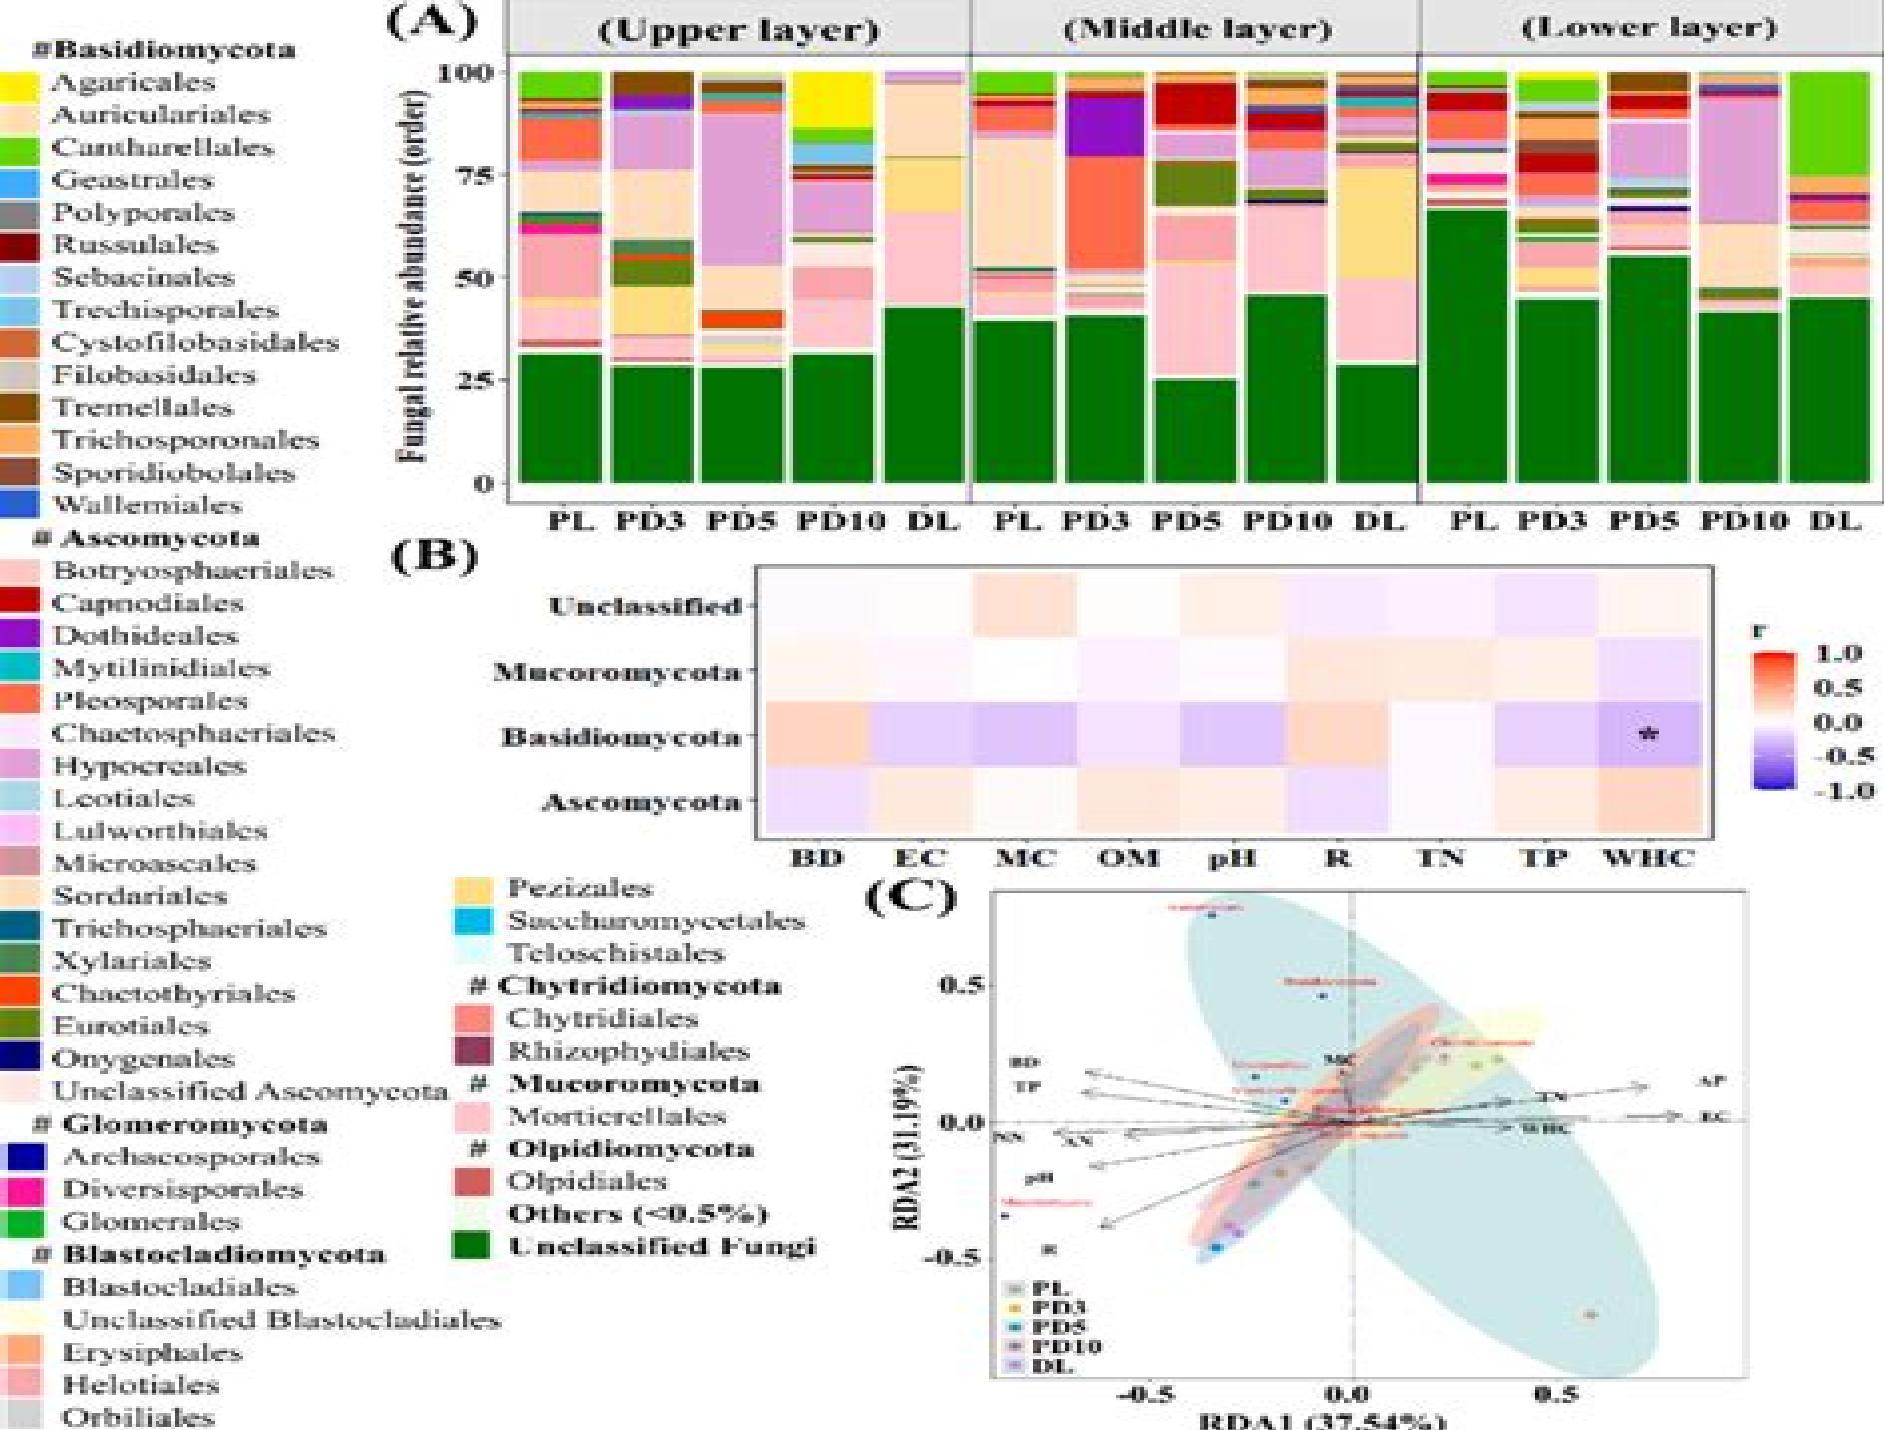 (A)
(Upper layer)
(Middle layer)
(Lower layer)
Fungal relative abundance (order)
100
75
50
25
0
PL PD3 PD5 PD10 DL PL PD3 PD5 PD10 DL PL PD3 PD5 PD10 DL
#Basidiomycota
Agaricales
Auriculariales
Cantharellales
Geastrales
Polyporales
Russulales
Sebacinales
Trechisporales
Cystofilobasidales
Filobasidales
Tremellales
Trichosporonales
Sporidiobolales
Wallemiales
# Ascomycota
Botryosphaeriales
Capnodiales
Dothideales
Mytilinidiales
Pleosporales
Chaetosphaeriales
Hypocreales
Leotiales
Lulworthiales
Microascales
Sordariales
Trichosphaeriales
Xylariales
Chaetothyriales
Eurotiales
Onygenales
Unclassified Ascomycota
# Glomeromycota
Archaeosporales
Diversisporales
Glomerales
# Blastocladiomycota
Blastocladiales
Unclassified Blastocladiales
Erysiphales
Helotiales
Orbiliales
Pezizales
Saccharomycetales
Teloschistales
# Chytridiomycota
Chytridiales
Rhizophydiales
# Mucoromycota
Mortierellales
# Olpidiomycota
Olpidiales
Others (<0.5%)
Unclassified Fungi
(B)
Unclassified
Mucoromycota
Basidiomycota
Ascomycota
*
BD EC MC OM pH R TN TP WHC
r
1.0
0.5
0.0
-0.5
-1.0
(C)
RDA2 (31.19%)
0.5
0.0
-0.5
BD
TP
MC
TN
AP
EC
WHC
NN
AN
pH
R
PL
PD3
PD5
PD10
DL
-0.5 0.0 0.5
RDA1 (37.54%)